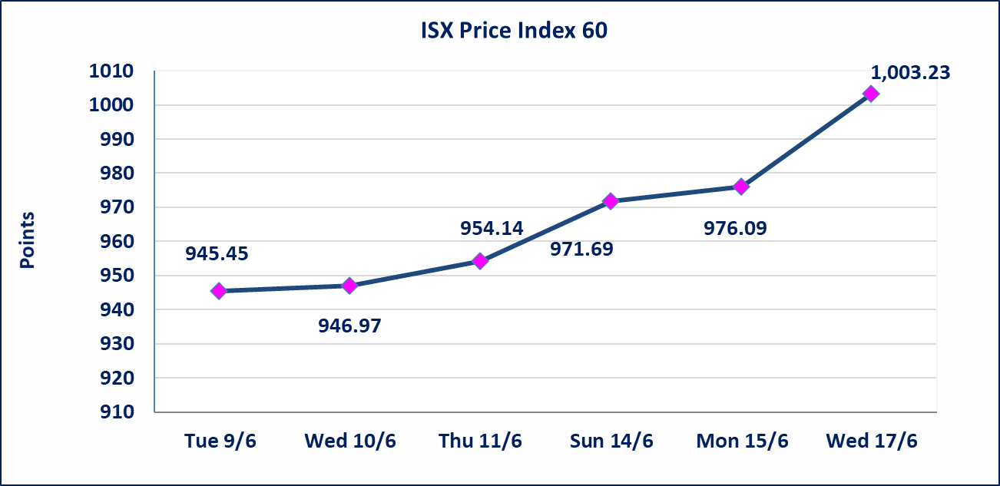 ISX Price Index 60
Points
1010
1000
990
980
970
960
950
940
930
920
910
945.45
946.97
954.14
971.69
976.09
1,003.23
Tue 9/6
Wed 10/6
Thu 11/6
Sun 14/6
Mon 15/6
Wed 17/6